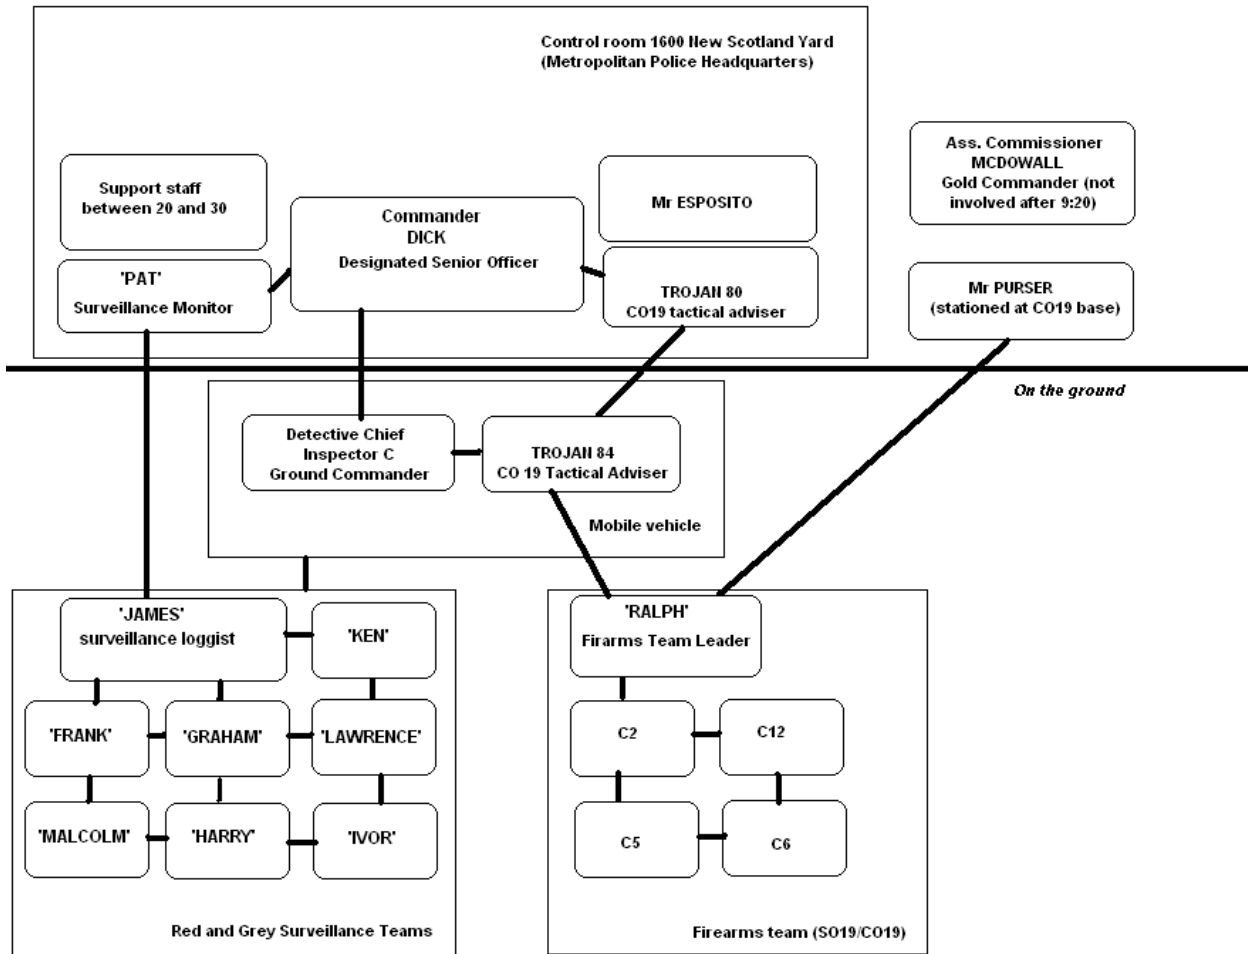 Control room 1600 New Scotland Yard
(Metropolitan Police Headquarters)
Support staff
between 20 and 30
Commander
DICK
Designated Senior Officer
Mr ESPOSITO
Ass. Commissioner
MCDOWALL
Gold Commander (not
involved after 9:20)
'PAT'
Surveillance Monitor
TROJAN 80
CO19 tactical adviser
Mr PURSER
(stationed at CO19 base)
On the ground
Detective Chief
Inspector C
Ground Commander
TROJAN 84
CO 19 Tactical Adviser
Mobile vehicle
'JAMES'
surveillance loggist
'KEN'
'FRANK'
'GRAHAM'
'LAWRENCE'
'MALCOLM'
'HARRY'
'IVOR'
Red and Grey Surveillance Teams
'RALPH'
Firarms Team Leader
C2
C12
C5
C6
Firearms team (SO19/CO19)